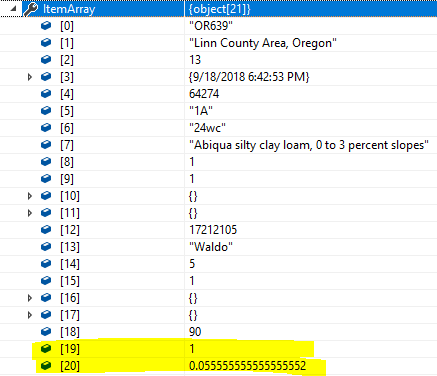 ItemArray {object[21]}
[0] "OR639"
[1] "Linn County Area, Oregon"
[2] 13
[3] {9/18/2018 6:42:53 PM}
[4] 64274
[5] "1A"
[6] "24wc"
[7] "Abiqua silty clay loam, 0 to 3 percent slopes"
[8] 1
[9] 1
[10] {}
[11] {}
[12] 17212105
[13] "Waldo"
[14] 5
[15] 1
[16] {}
[17] {}
[18] 90
[19] 1
[20] 0.055555555555555552